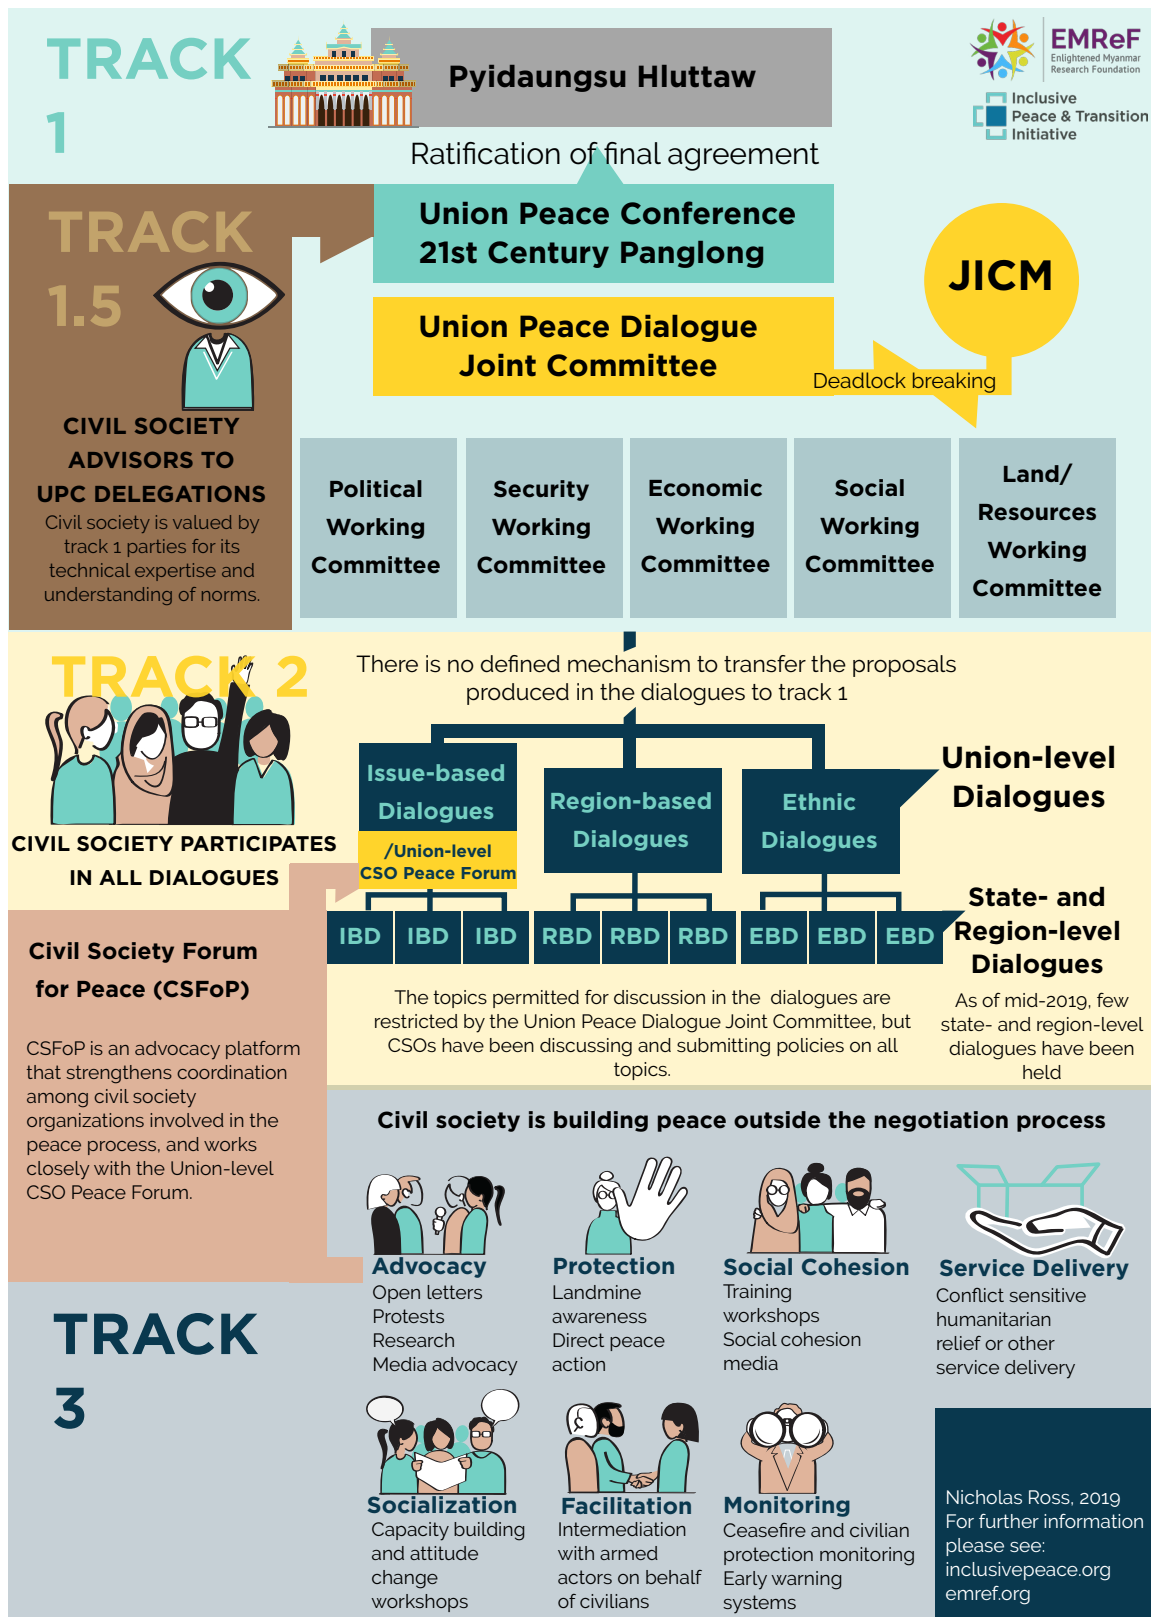 TRACK
1
Pyidaungsu Hluttaw
EMReF
Enlightened Myanmar
Research Foundation
Inclusive
Peace & Transition
Initiative
Ratification of final agreement
TRACK
1.5
Union Peace Conference
21st Century Panglong
JICM
Union Peace Dialogue
Joint Committee
Deadlock breaking
CIVIL SOCIETY
ADVISORS TO
UPC DELEGATIONS
Civil society is valued by
track 1 parties for its
technical expertise and
understanding of norms.
Political
Working
Committee
Security
Working
Committee
Economic
Working
Committee
Social
Working
Committee
Land/
Resources
Working
Committee
TRACK 2
There is no defined mechanism to transfer the proposals
produced in the dialogues to track 1
CIVIL SOCIETY PARTICIPATES
IN ALL DIALOGUES
Issue-based
Dialogues
/Union-level
CSO Peace Forum
Region-based
Dialogues
Ethnic
Dialogues
Union-level
Dialogues
IBD IBD IBD RBD RBD RBD EBD EBD EBD
State- and
Region-level
Dialogues
As of mid-2019, few
state- and region-level
dialogues have been
held
The topics permitted for discussion in the dialogues are
restricted by the Union Peace Dialogue Joint Committee, but
CSOs have been discussing and submitting policies on all
topics.
Civil Society Forum
for Peace (CSFoP)
CSFoP is an advocacy platform
that strengthens coordination
among civil society
organizations involved in the
peace process, and works
closely with the Union-level
CSO Peace Forum.
TRACK
3
Civil society is building peace outside the negotiation process
Advocacy
Open letters
Protests
Research
Media advocacy
Protection
Landmine
awareness
Direct peace
action
Social Cohesion
Training
workshops
Social cohesion
media
Service Delivery
Conflict sensitive
humanitarian
relief or other
service delivery
Socialization
Capacity building
and attitude
change
workshops
Facilitation
Intermediation
with armed
actors on behalf
of civilians
Monitoring
Ceasefire and civilian
protection monitoring
Early warning
systems
Nicholas Ross, 2019
For further information
please see:
inclusivepeace.org
emref.org